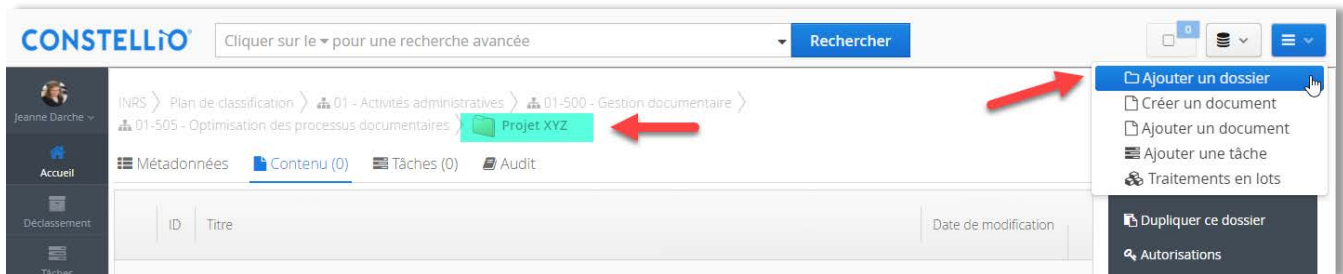 CONSTELLiO
Cliquer sur le pour une recherche avancée
Rechercher
0
Ajouter un dossier
Créer un document
Ajouter un document
Ajouter une tâche
Traitements en lots
Jeanne Darche
INRS 〉 Plan de classification 〉 01 - Activités administratives 〉 01-500 - Gestion documentaire 〉
01-505 - Optimisation des processus documentaires 〉 Projet XYZ
Accueil
Métadonnées Contenu (0) Tâches (0) Audit
Déclassement
ID Titre Date de modification
Dupliquer ce dossier
Autorisations
Tâches